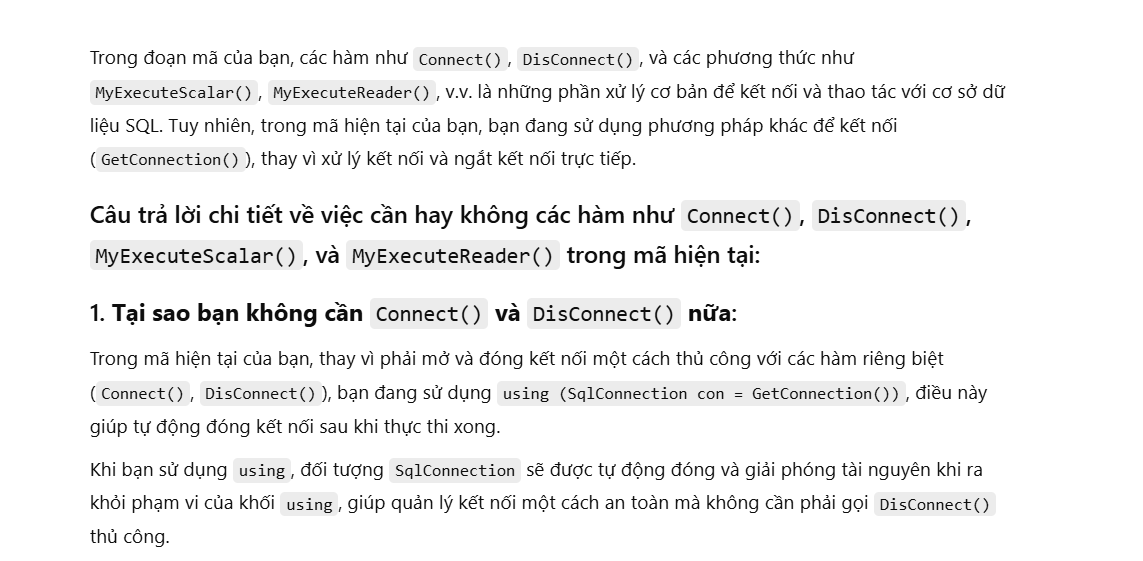 Trong đoạn mã của bạn, các hàm như Connect(), DisConnect(), và các phương thức như
MyExecuteScalar(), MyExecuteReader(), v.v. là những phần xử lý cơ bản để kết nối và thao tác với cơ sở dữ
liệu SQL. Tuy nhiên, trong mã hiện tại của bạn, bạn đang sử dụng phương pháp khác để kết nối
(GetConnection()), thay vì xử lý kết nối và ngắt kết nối trực tiếp.
Câu trả lời chi tiết về việc cần hay không các hàm như Connect(), DisConnect(),
MyExecuteScalar(), và MyExecuteReader() trong mã hiện tại:
1. Tại sao bạn không cần Connect() và DisConnect() nữa:
Trong mã hiện tại của bạn, thay vì phải mở và đóng kết nối một cách thủ công với các hàm riêng biệt
(Connect(), DisConnect()), bạn đang sử dụng using (SqlConnection con = GetConnection()), điều này
giúp tự động đóng kết nối sau khi thực thi xong.
Khi bạn sử dụng using, đối tượng SqlConnection sẽ được tự động đóng và giải phóng tài nguyên khi ra
khỏi phạm vi của khối using, giúp quản lý kết nối một cách an toàn mà không cần phải gọi DisConnect()
thủ công.